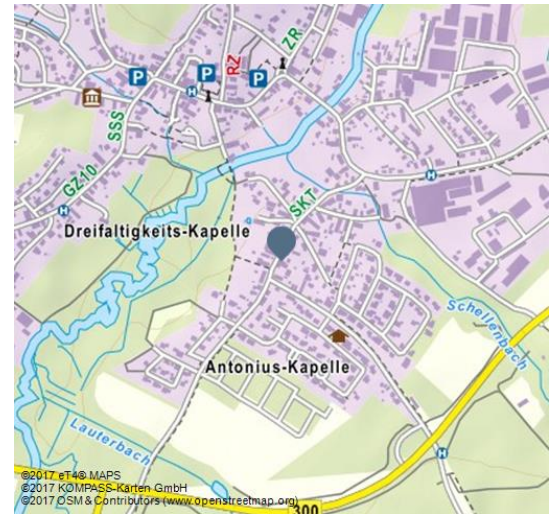 P
P
P
RZ
ZR
H
SSS
GZ10
H
SKT
H
Dreifaltigkeits-Kapelle
Schellenbach
Antonius-Kapelle
Lauterbach
H
©2017 eT4® MAPS
©2017 KOMPASS-Karten GmbH
©2017 OSM & Contributors (www.openstreetmap.org)
300